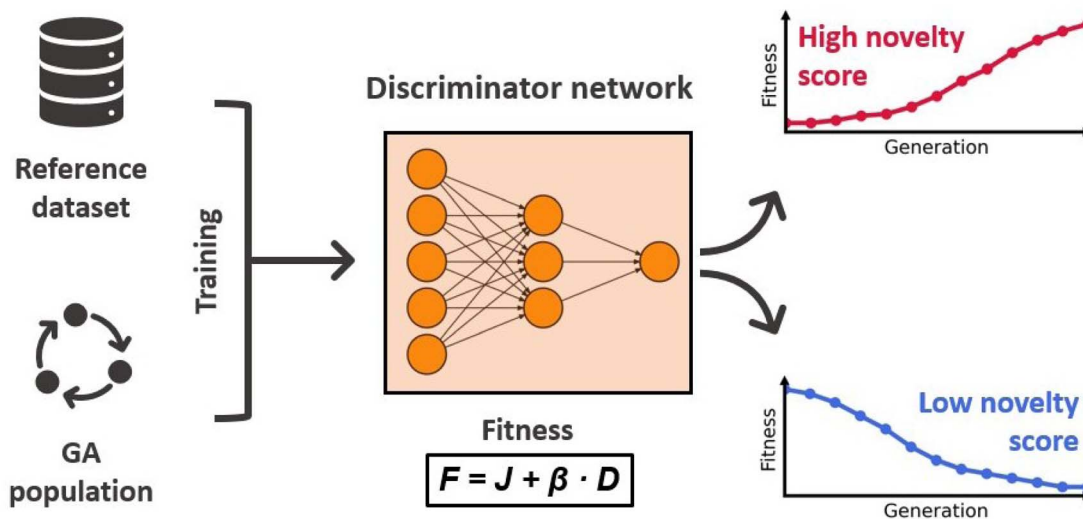 Reference
dataset
GA
population
Training
Discriminator network
Fitness
F = J + β · D
High novelty
score
Fitness
Generation
Low novelty
score
Fitness
Generation